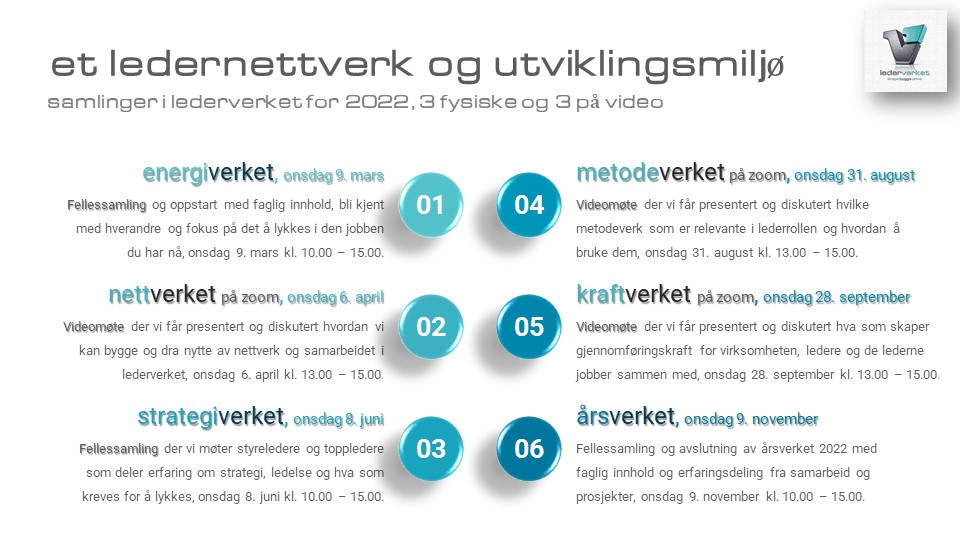 et ledernettverk og utviklingsmiljø
samlinger i lederverket for 2022, 3 fysiske og 3 på video
lederverket
energiverket, onsdag 9. mars
Fellessamling og oppstart med faglig innhold, bli kjent
med hverandre og fokus på det å lykkes i den jobben
du har nå, onsdag 9. mars kl. 10.00 – 15.00.
01
nettverket på zoom, onsdag 6. april
Videomøte der vi får presentert og diskutert hvordan vi
kan bygge og dra nytte av nettverk og samarbeidet i
lederverket, onsdag 6. april kl. 13.00 – 15.00.
02
strategiverket, onsdag 8. juni
Fellessamling der vi møter styreledere og toppledere
som deler erfaring om strategi, ledelse og hva som
kreves for å lykkes, onsdag 8. juni kl. 10.00 – 15.00.
03
04
metodeverket på zoom, onsdag 31. august
Videomøte der vi får presentert og diskutert hvilke
metodeverk som er relevante i lederrollen og hvordan å
bruke dem, onsdag 31. august kl. 13.00 – 15.00.
05
kraftverket på zoom, onsdag 28. september
Videomøte der vi får presentert og diskutert hva som skaper
gjennomføringskraft for virksomheten, ledere og de lederne
jobber sammen med, onsdag 28. september kl. 13.00 – 15.00.
06
årsverket, onsdag 9. november
Fellessamling og avslutning av årsverket 2022 med
faglig innhold og erfaringsdeling fra samarbeid og
prosjekter, onsdag 9. november kl. 10.00 – 15.00.